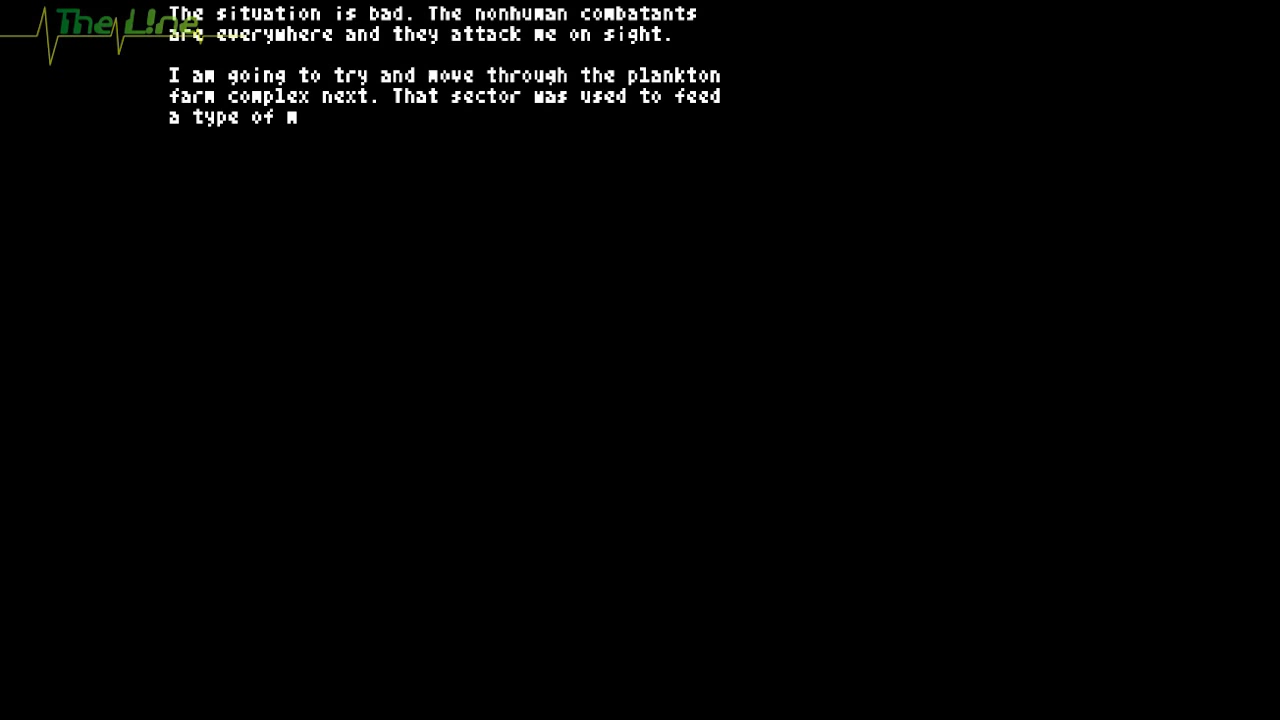 The L!ne
The situation is bad. The nonhuman combatants
are everywhere and they attack me on sight.
I am going to try and move through the plankton
farm complex next. That sector was used to feed
a type of m